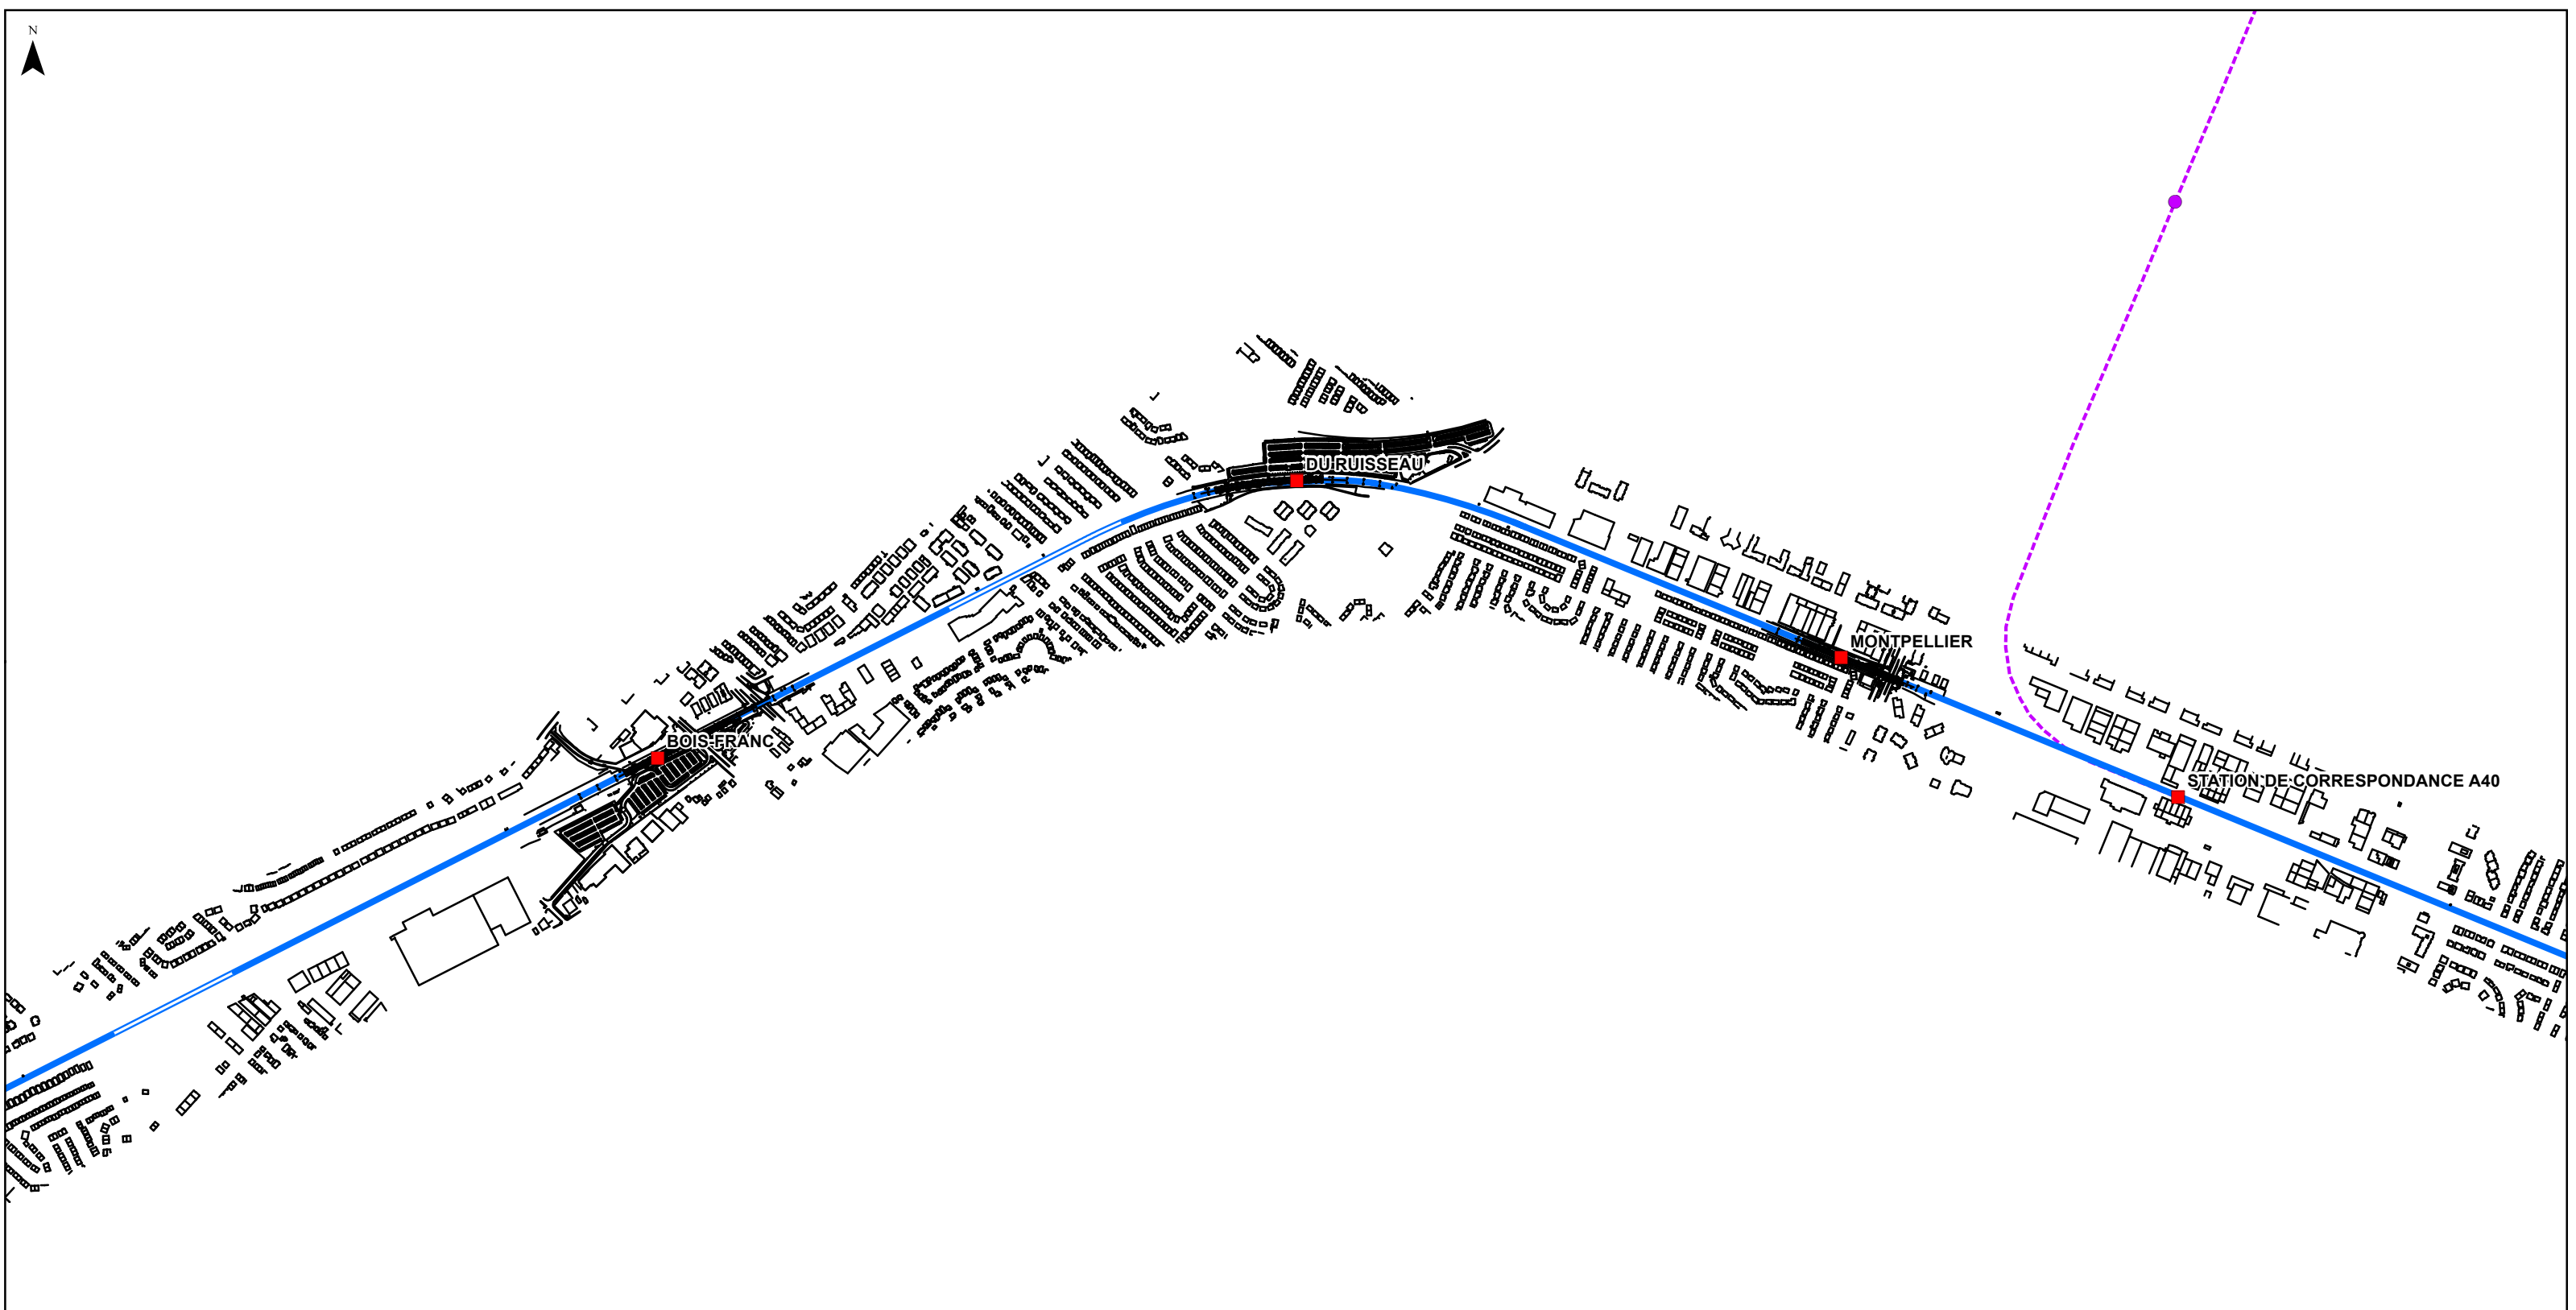 N
DU RUISSEAU
MONTPELLIER
BOIS-FRANC
STATION DE CORRESPONDANCE A40